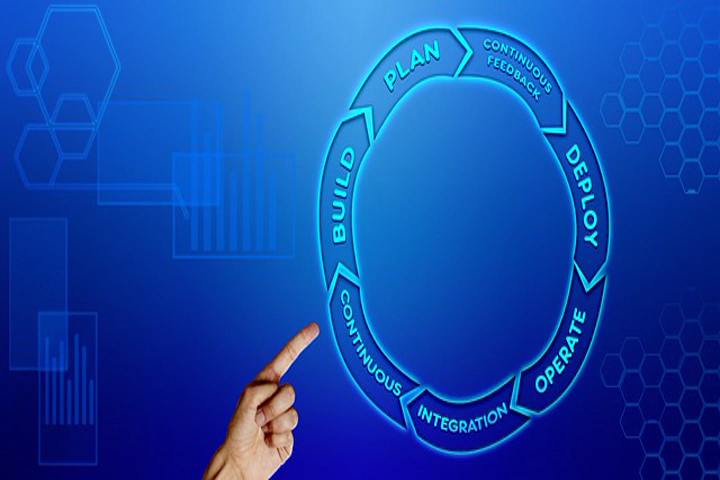 PLAN
CONTINUOUS
FEEDBACK
DEPLOY
OPERATE
INTEGRATION
CONTINUOUS
BUILD